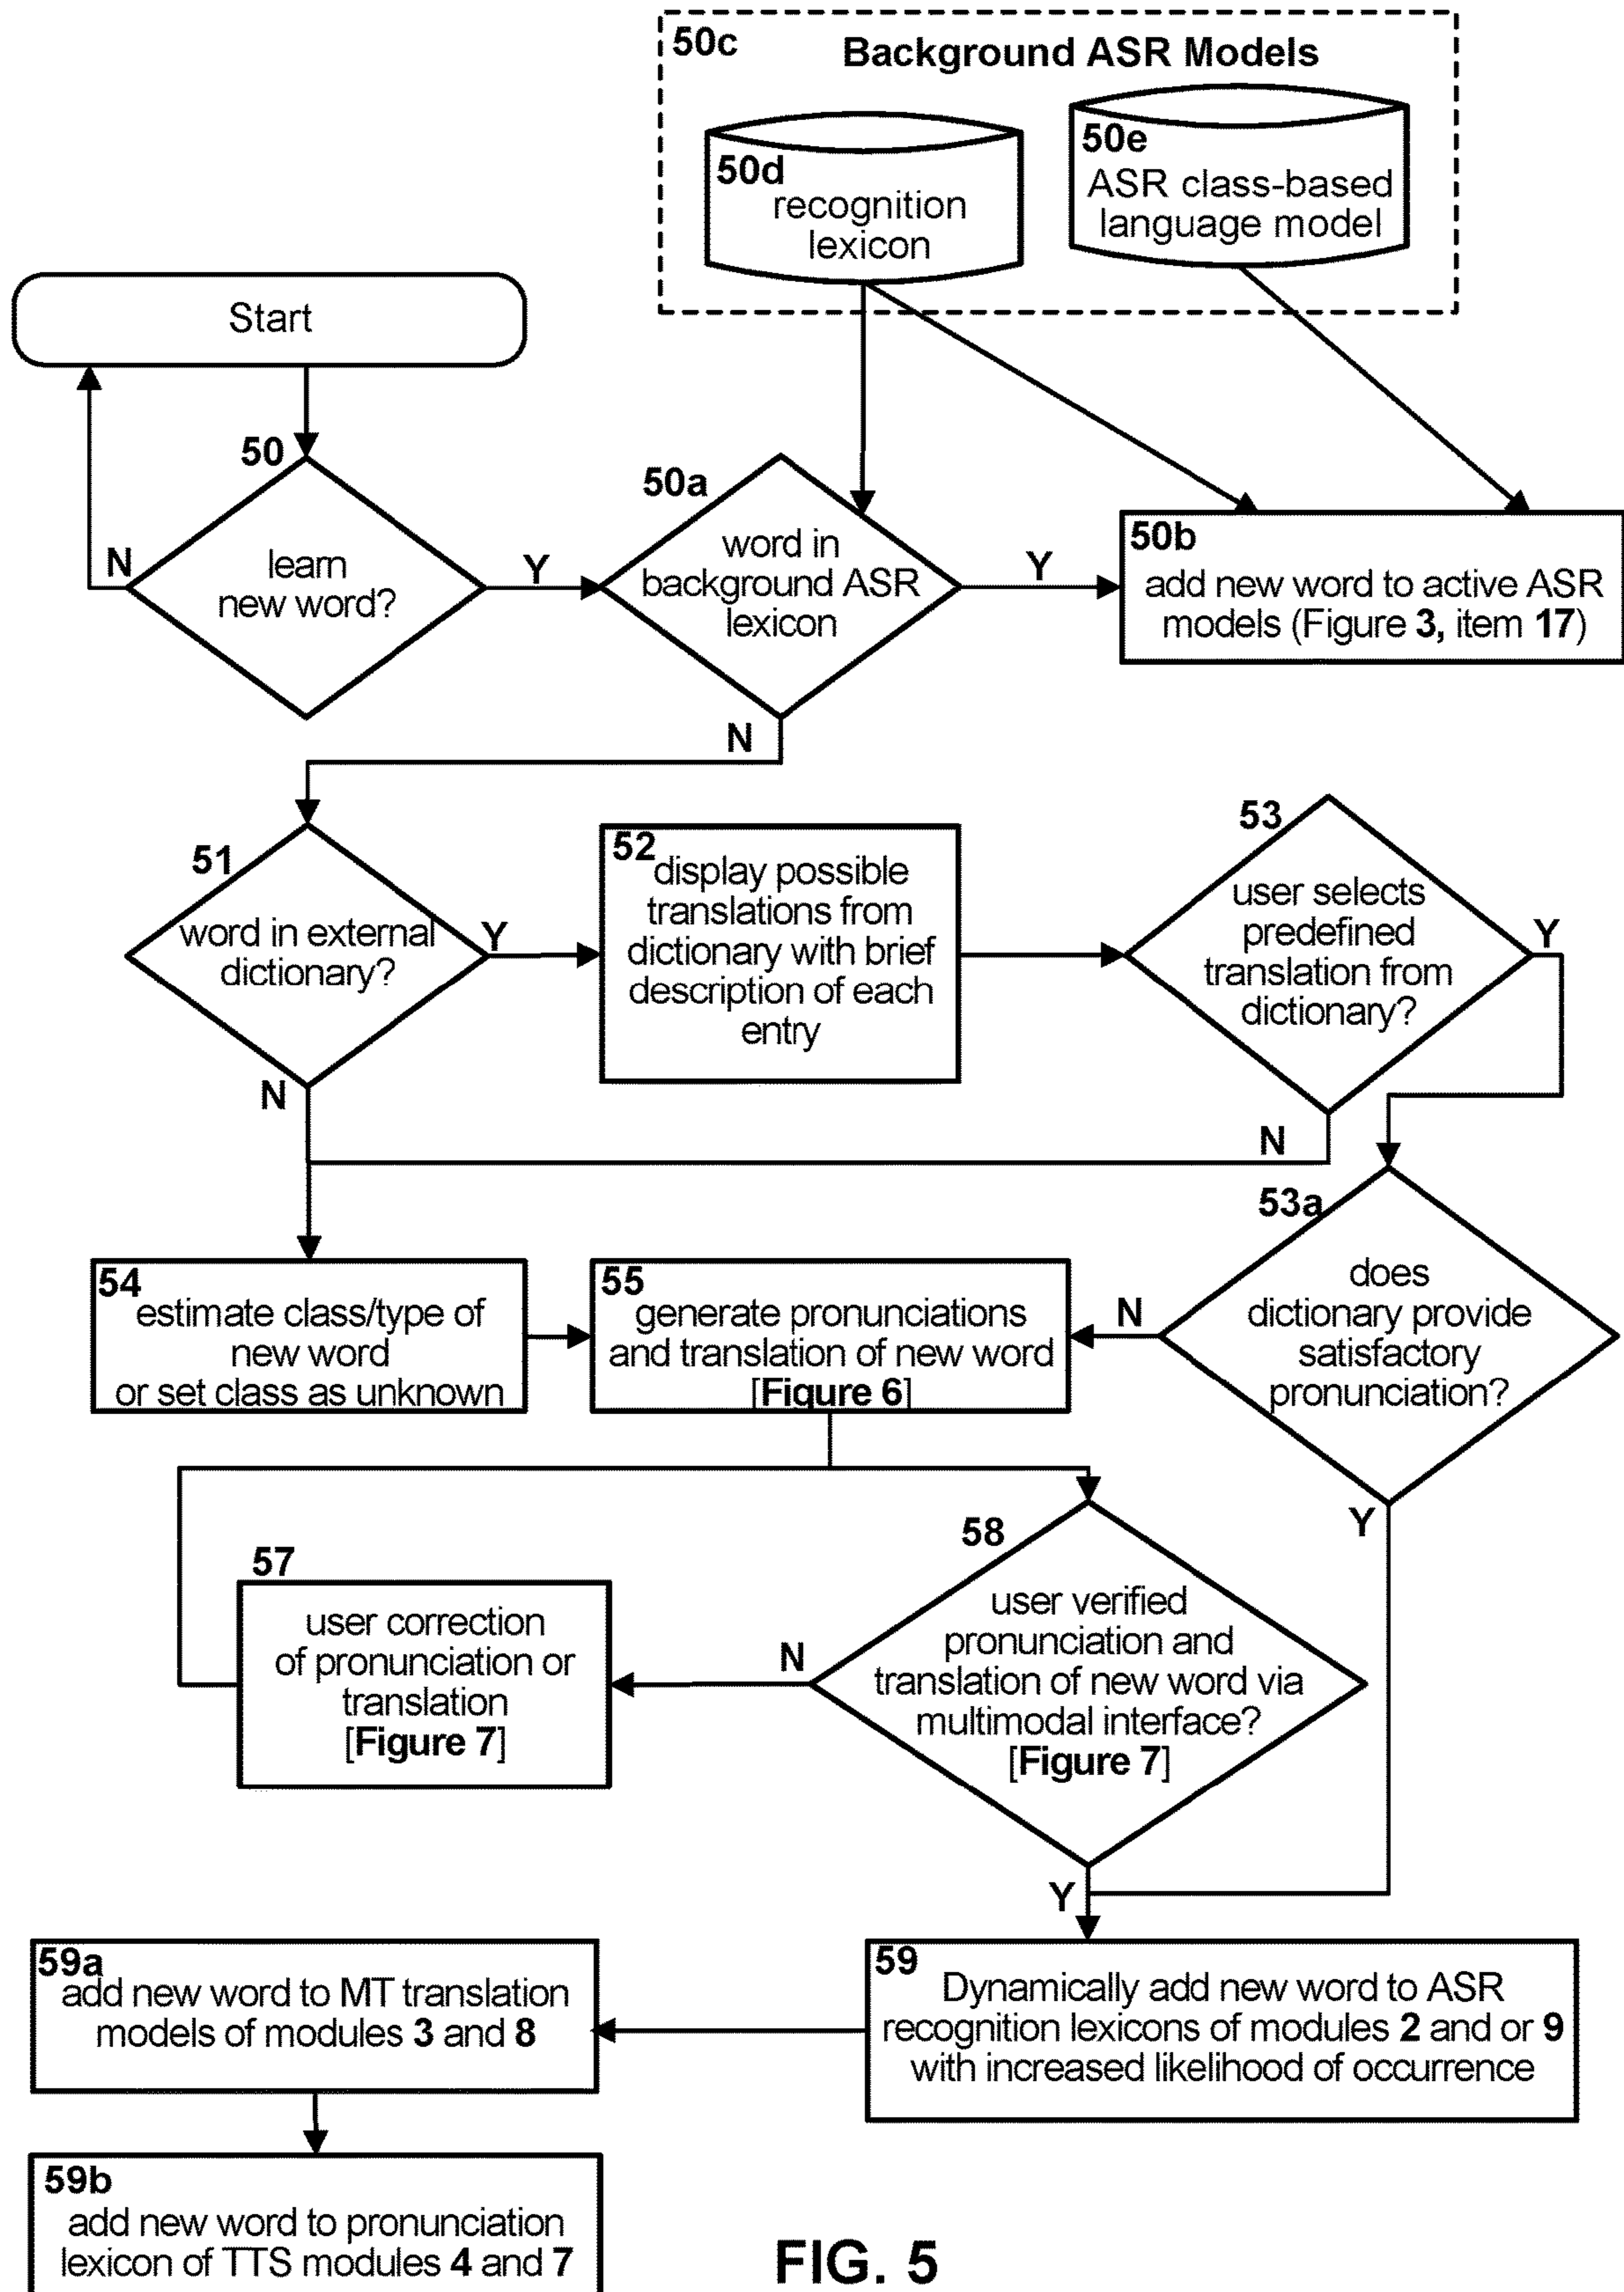 50c
Background ASR Models
50d
recognition
lexicon
50e
ASR class-based
language model
Start
50
learn
new word?
N
Y
50a
word in
background ASR
lexicon
Y
N
50b
add new word to active ASR
models (Figure 3, item 17)
51
word in external
dictionary?
Y
N
52
display possible
translations from
dictionary with brief
description of each
entry
53
user selects
predefined
translation from
dictionary?
Y
N
53a
does
dictionary provide
satisfactory
pronunciation?
N
Y
54
estimate class/type of
new word
or set class as unknown
55
generate pronunciations
and translation of new word
[Figure 6]
57
user correction
of pronunciation or
translation
[Figure 7]
58
user verified
pronunciation and
translation of new word via
multimodal interface?
[Figure 7]
N
Y
59
Dynamically add new word to ASR
recognition lexicons of modules 2 and or 9
with increased likelihood of occurrence
59a
add new word to MT translation
models of modules 3 and 8
59b
add new word to pronunciation
lexicon of TTS modules 4 and 7
FIG. 5